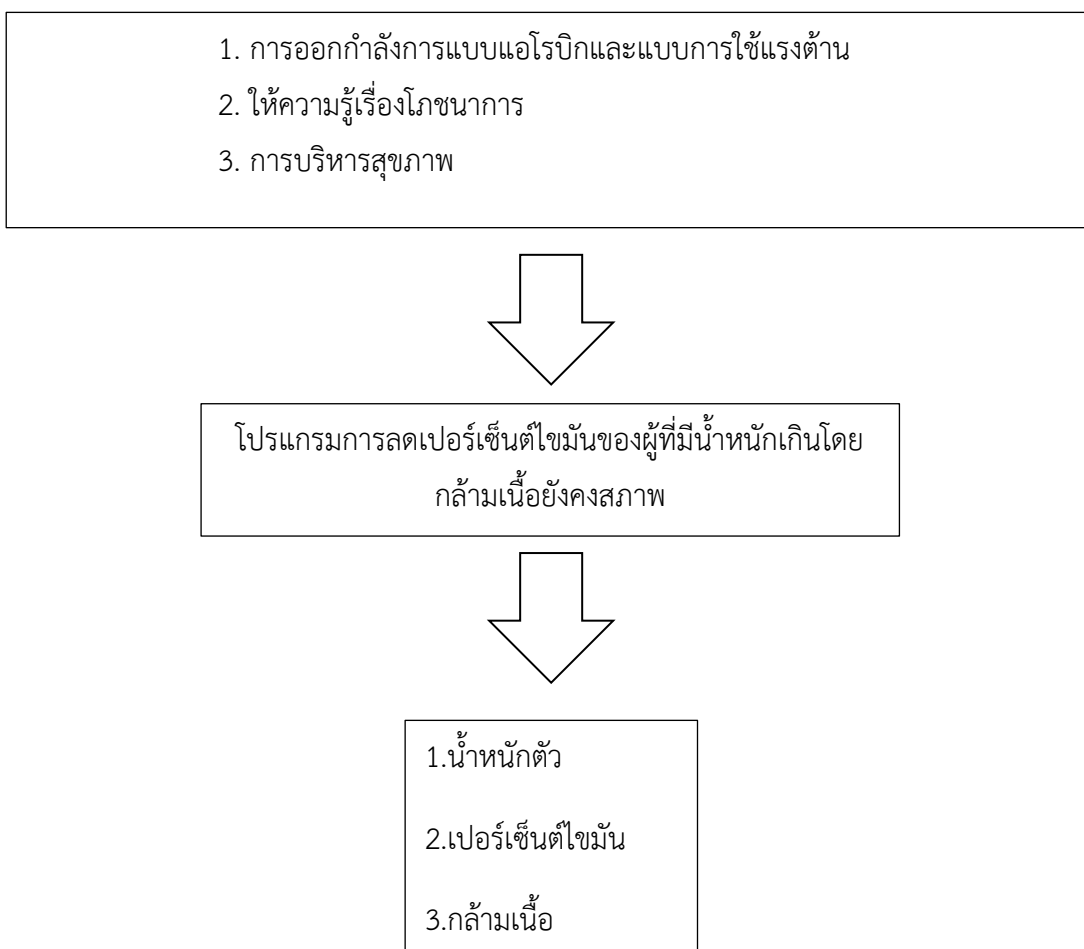 1. การออกกำลังการแบบแอโรบิกและแบบการใช้แรงต้าน
2. ให้ความรู้เรื่องโภชนาการ
3. การบริหารสุขภาพ
โปรแกรมการลดเปอร์เซ็นต์ไขมันของผู้ที่มีน้ำหนักเกินโดย
กล้ามเนื้อยังคงสภาพ
1.น้ำหนักตัว
2.เปอร์เซ็นต์ไขมัน
3.กล้ามเนื้อ